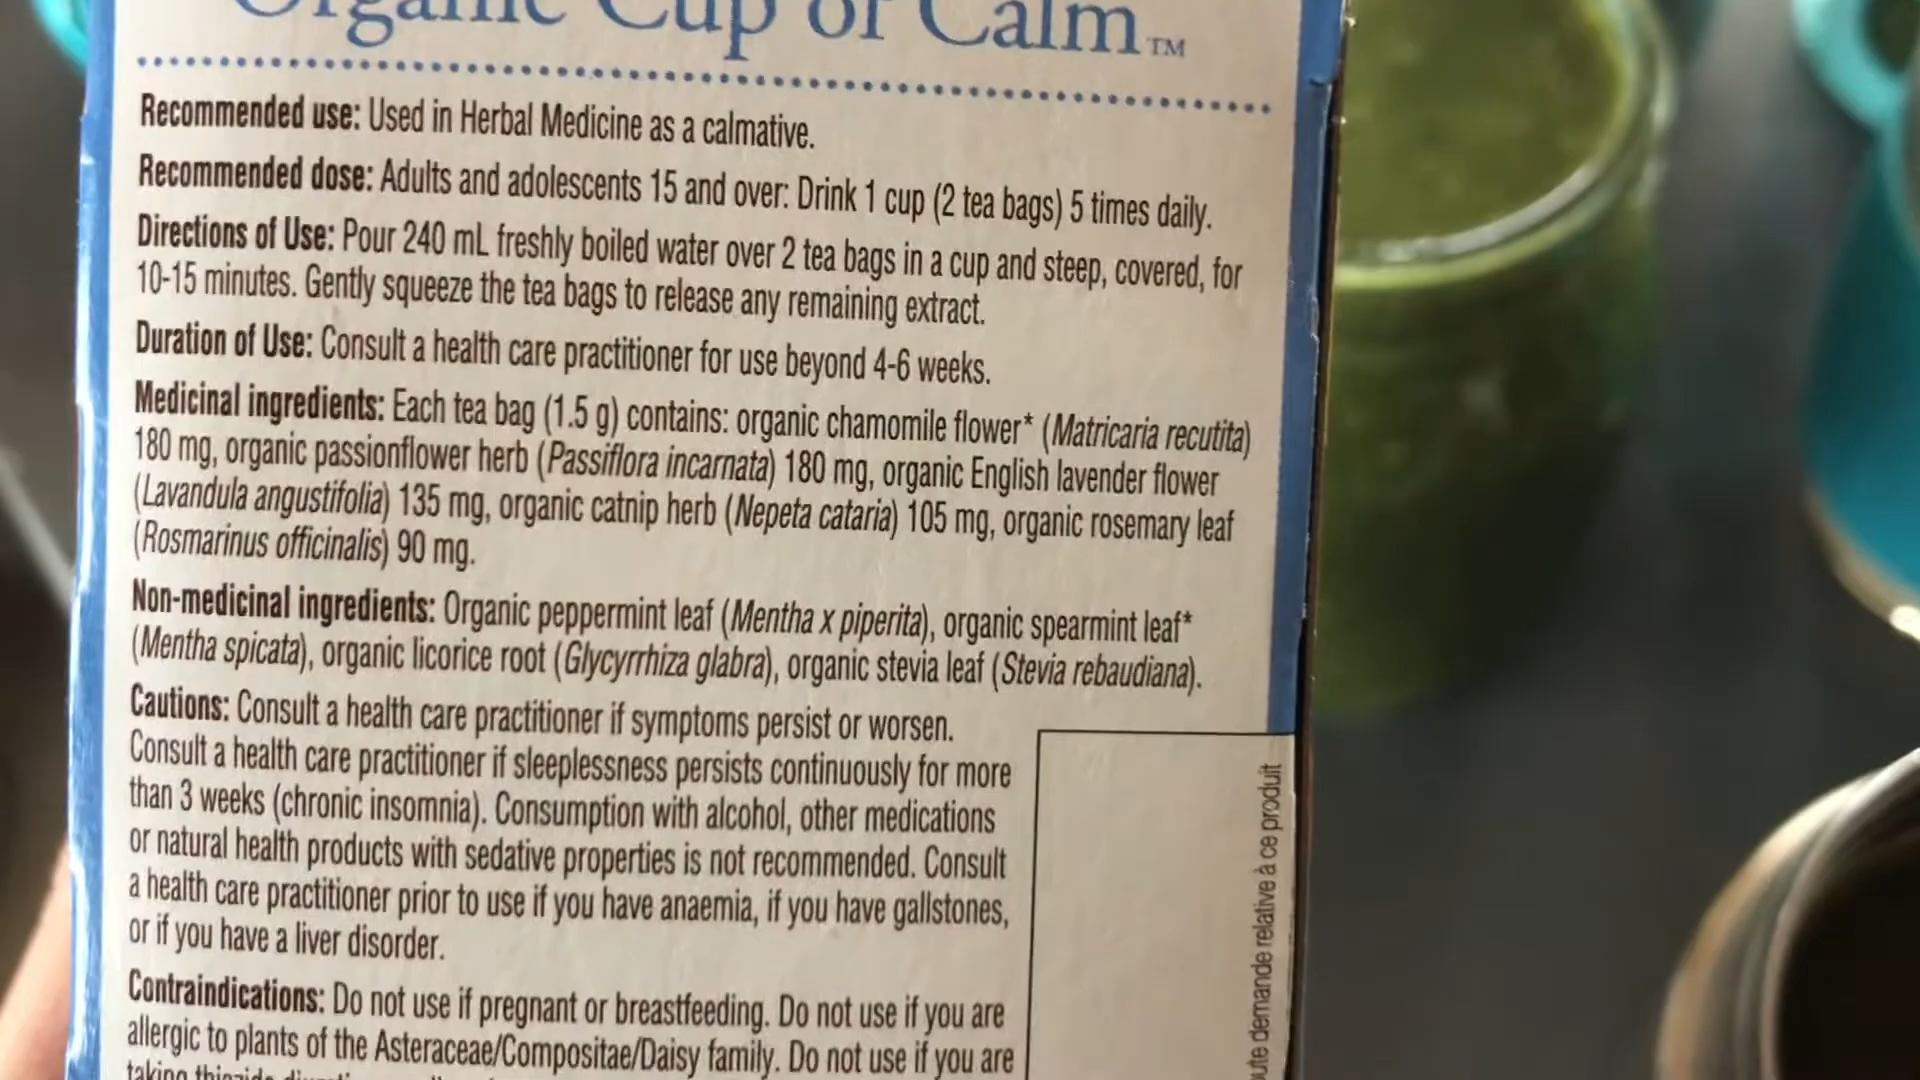 Organic Cup of Calm™
Recommended use: Used in Herbal Medicine as a calmative.
Recommended dose: Adults and adolescents 15 and over: Drink 1 cup (2 tea bags) 5 times daily.
Directions of Use: Pour 240 mL freshly boiled water over 2 tea bags in a cup and steep, covered, for
10-15 minutes. Gently squeeze the tea bags to release any remaining extract.
Duration of Use: Consult a health care practitioner for use beyond 4-6 weeks.
Medicinal ingredients: Each tea bag (1.5 g) contains: organic chamomile flower* (Matricaria recutita)
180 mg, organic passionflower herb (Passiflora incarnata) 180 mg, organic English lavender flower
(Lavandula angustifolia) 135 mg, organic catnip herb (Nepeta cataria) 105 mg, organic rosemary leaf
(Rosmarinus officinalis) 90 mg.
Non-medicinal ingredients: Organic peppermint leaf (Mentha x piperita), organic spearmint leaf*
(Mentha spicata), organic licorice root (Glycyrrhiza glabra), organic stevia leaf (Stevia rebaudiana).
Cautions: Consult a health care practitioner if symptoms persist or worsen.
Consult a health care practitioner if sleeplessness persists continuously for more
than 3 weeks (chronic insomnia). Consumption with alcohol, other medications
or natural health products with sedative properties is not recommended. Consult
a health care practitioner prior to use if you have anaemia, if you have gallstones,
or if you have a liver disorder.
Contraindications: Do not use if pregnant or breastfeeding. Do not use if you are
allergic to plants of the Asteraceae/Compositae/Daisy family. Do not use if you are
taking thiazide
demande relative à ce produit